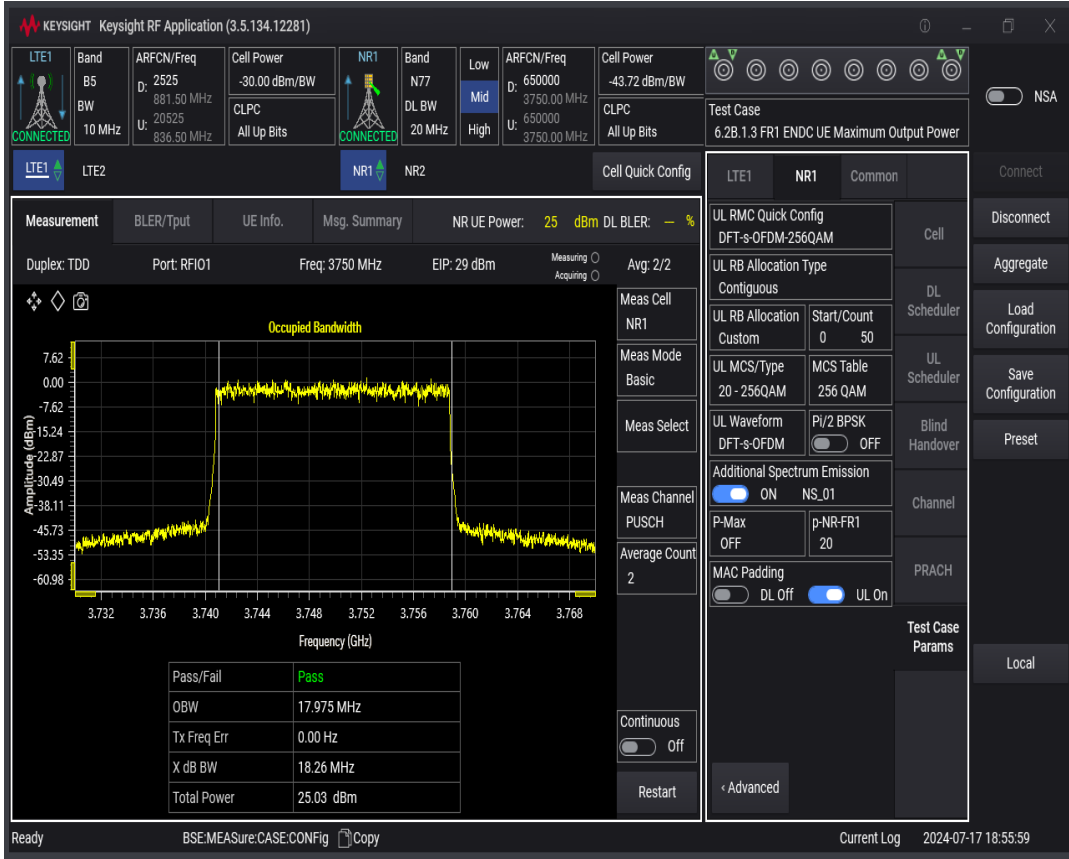 KEYSIGHT Keysight RF Application (3.5.134.12281)
LTE1 Band ARFCN/Freq Cell Power NR1 Band Low ARFCN/Freq Cell Power
B5 D: 2525 -30.00 dBm/BW N77 D: 650000 -43.72 dBm/BW
881.50 MHz Mid 3750.00 MHz
BW U: 20525 CLPC DL BW U: 650000 CLPC
CONNECTED 10 MHz 836.50 MHz All Up Bits CONNECTED 20 MHz High 3750.00 MHz All Up Bits
A V A V
NSA
Test Case
6.2B.1.3 FR1 ENDC UE Maximum Output Power
LTE1 LTE2 NR1 NR2 Cell Quick Config
Measurement BLER/Tput UE Info. Msg. Summary NR UE Power: 25 dBm DL BLER: — %
Duplex: TDD Port: RFIO1 Freq: 3750 MHz EIP: 29 dBm Measuring Avg: 2/2
Acquiring
Occupied Bandwidth
7.62
0.00
-7.62
-15.24
-22.87
-30.49
-38.11
-45.73
-53.35
-60.98
Amplitude (dBm)
3.732 3.736 3.740 3.744 3.748 3.752 3.756 3.760 3.764 3.768
Frequency (GHz)
Pass/Fail Pass
OBW 17.975 MHz
Tx Freq Err 0.00 Hz
X dB BW 18.26 MHz
Total Power 25.03 dBm
Meas Cell
NR1
Meas Mode
Basic
Meas Select
Meas Channel
PUSCH
Average Count
2
Continuous
Off
Restart
LTE1 NR1 Common
UL RMC Quick Config
DFT-s-OFDM-256QAM
UL RB Allocation Type
Contiguous
UL RB Allocation Start/Count
Custom 0 50
UL MCS/Type MCS Table
20 - 256QAM 256 QAM
UL Waveform Pi/2 BPSK
DFT-s-OFDM OFF
Additional Spectrum Emission
ON NS_01
P-Max p-NR-FR1
OFF 20
MAC Padding
DL Off UL On
‹ Advanced
Cell
DL
Scheduler
UL
Scheduler
Blind
Handover
Channel
PRACH
Test Case
Params
Connect
Disconnect
Aggregate
Load
Configuration
Save
Configuration
Preset
Local
Ready BSE:MEASure:CASE:CONFig Copy Current Log 2024-07-17 18:55:59